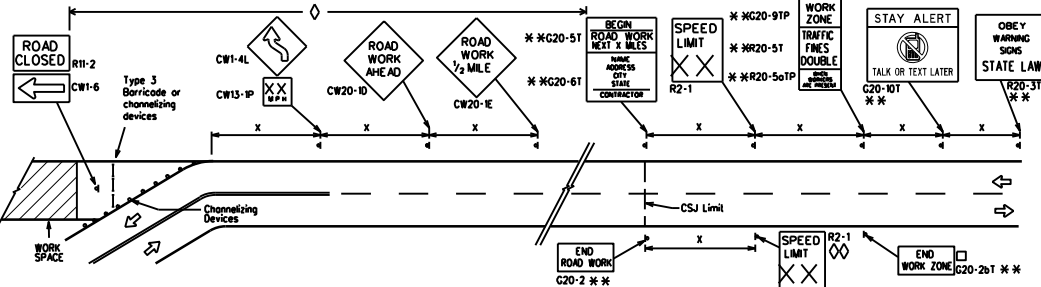 ROAD
CLOSED
R11-2
CW1-6
Type 3
Barricade or
channelizing
devices
CW1-4L
XX
MPH
CW13-1P
ROAD
WORK
AHEAD
CW20-1D
ROAD
WORK
1/2 MILE
CW20-1E
* *G20-5T
* *G20-6T
BEGIN
ROAD WORK
NEXT X MILES
NAME
ADDRESS
CITY
STATE
CONTRACTOR
SPEED
LIMIT
X X
R2-1
* *G20-9TP
* *R20-5T
* *R20-5aTP
WORK
ZONE
TRAFFIC
FINES
DOUBLE
WHEN
WORKERS
ARE PRESENT
STAY ALERT
TALK OR TEXT LATER
G20-10T
* *
OBEY
WARNING
SIGNS
STATE LAW
R20-3T
* *
X
X
X
X
X
X
X
Channelizing
Devices
WORK
SPACE
CSJ Limit
END
ROAD WORK
G20-2 * *
X
SPEED
LIMIT
X X
R2-1
END
WORK ZONE
G20-2bT * *